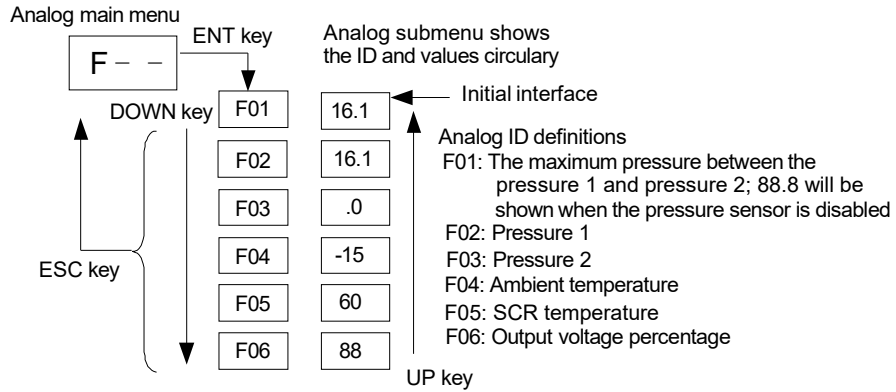 Analog main menu
F – –
ENT key
Analog submenu shows
the ID and values circulary
DOWN key
F01
16.1
Initial interface
F02
16.1
F03
.0
F04
-15
F05
60
F06
88
ESC key
UP key
Analog ID definitions
F01: The maximum pressure between the
pressure 1 and pressure 2; 88.8 will be
shown when the pressure sensor is disabled
F02: Pressure 1
F03: Pressure 2
F04: Ambient temperature
F05: SCR temperature
F06: Output voltage percentage